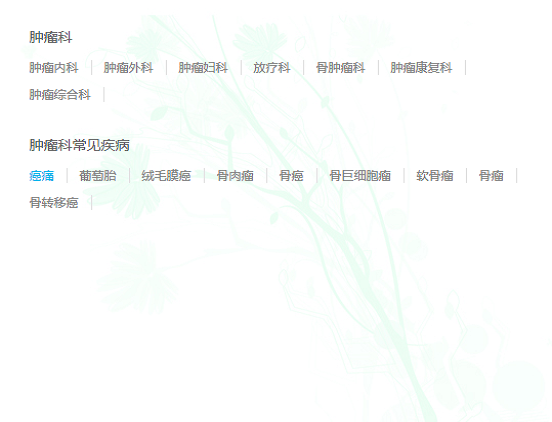 肿瘤科
肿瘤内科 | 肿瘤外科 | 肿瘤妇科 | 放疗科 | 骨肿瘤科 | 肿瘤康复科 |
肿瘤综合科 |
肿瘤科常见疾病
癌痛 | 葡萄胎 | 绒毛膜癌 | 骨肉瘤 | 骨癌 | 骨巨细胞瘤 | 软骨瘤 | 骨瘤 |
骨转移癌 |